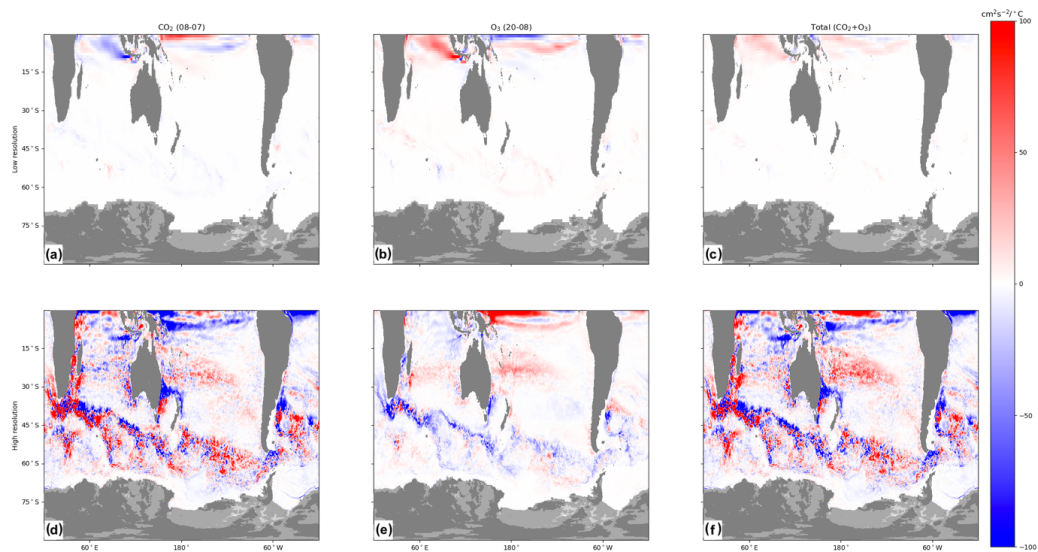 cm²s⁻²/°C
CO₂ (08-07)
O₃ (20-08)
Total (CO₂+O₃)
100
Low resolution
15°S
30°S
45°S
60°S
75°S
(a)
(b)
(c)
50
0
High resolution
15°S
30°S
45°S
60°S
75°S
(d)
(e)
(f)
−50
−100
60°E
180°
60°W
60°E
180°
60°W
60°E
180°
60°W